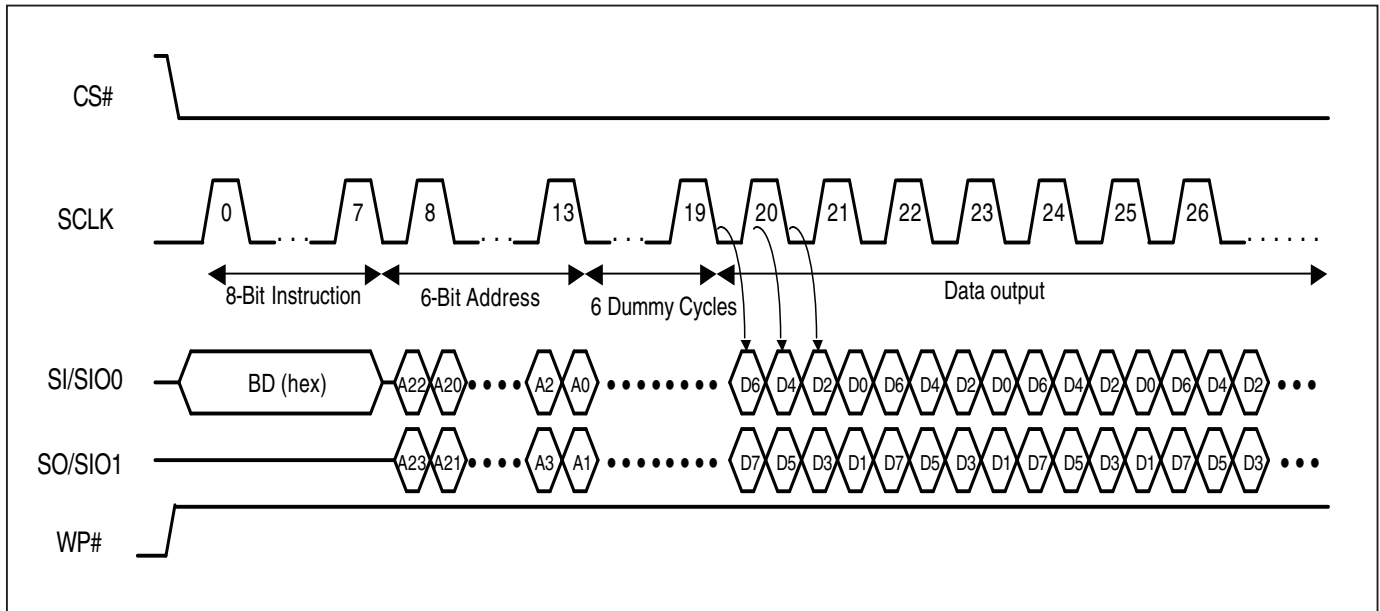 CS#
SCLK
0 7 8 13 19 20 21 22 23 24 25 26
8-Bit Instruction 6-Bit Address 6 Dummy Cycles Data output
SI/SIO0 BD (hex) A22 A20 A2 A0 D6 D4 D2 D0 D6 D4 D2 D0 D6 D4 D2 D0 D6 D4 D2
SO/SIO1 A23 A21 A3 A1 D7 D5 D3 D1 D7 D5 D3 D1 D7 D5 D3 D1 D7 D5 D3
WP#